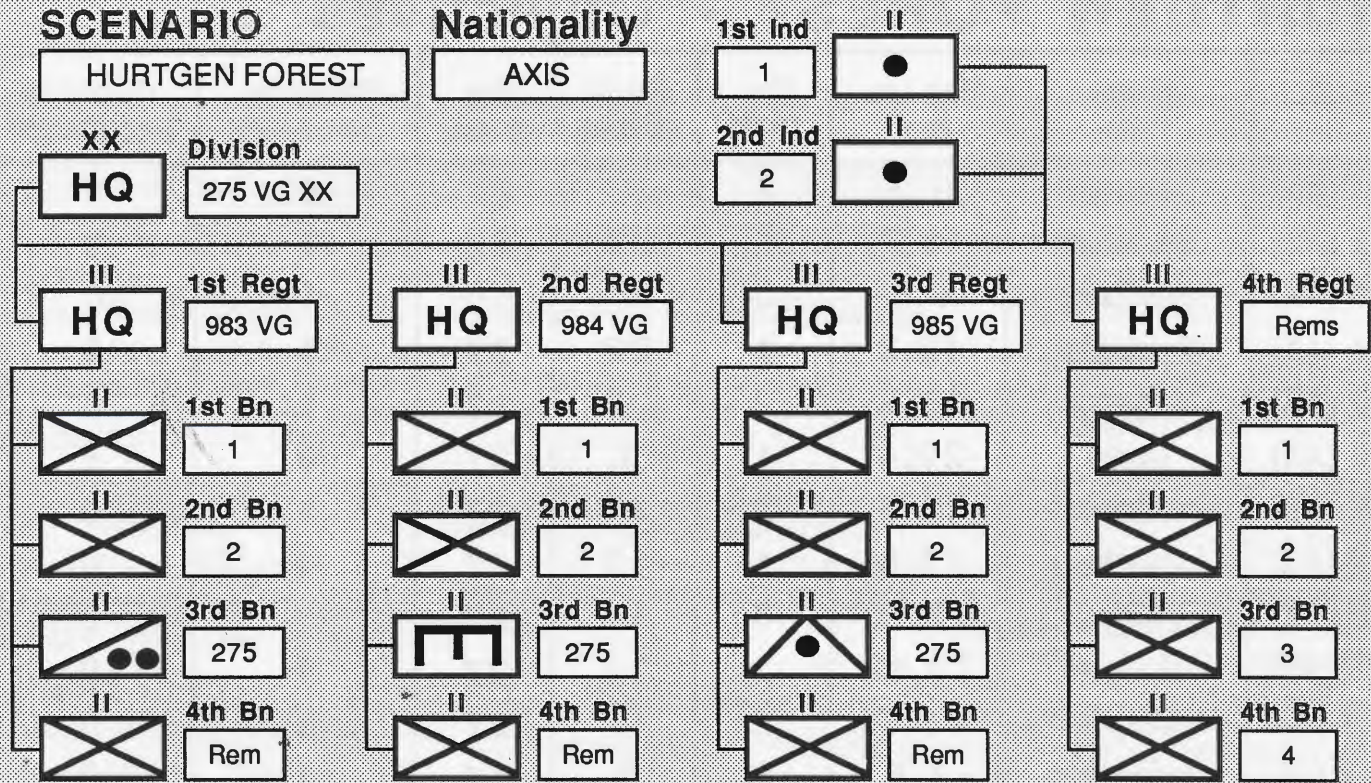 SCENARIO
HURTGEN FOREST
Nationality
AXIS
1st Ind
1
II
2nd Ind
2
II
XX
HQ
Division
275 VG XX
III
HQ
1st Regt
983 VG
III
HQ
2nd Regt
984 VG
III
HQ
3rd Regt
985 VG
III
HQ
4th Regt
Rems
II
1st Bn
1
II
1st Bn
1
II
1st Bn
1
II
1st Bn
1
II
2nd Bn
2
II
2nd Bn
2
II
2nd Bn
2
II
2nd Bn
2
II
3rd Bn
275
II
3rd Bn
275
II
3rd Bn
275
II
3rd Bn
3
II
4th Bn
Rem
II
4th Bn
Rem
II
4th Bn
Rem
II
4th Bn
4